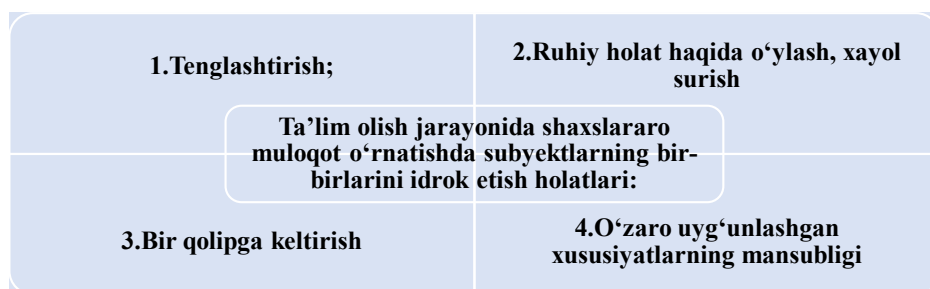 1.Tenglashtirish;
2.Ruhiy holat haqida o‘ylash, xayol
surish
Ta’lim olish jarayonida shaxslararo
muloqot o‘rnatishda subyektlarning bir-
birlarini idrok etish holatlari:
3.Bir qolipga keltirish
4.O‘zaro uyg‘unlashgan
xususiyatlarning mansubligi